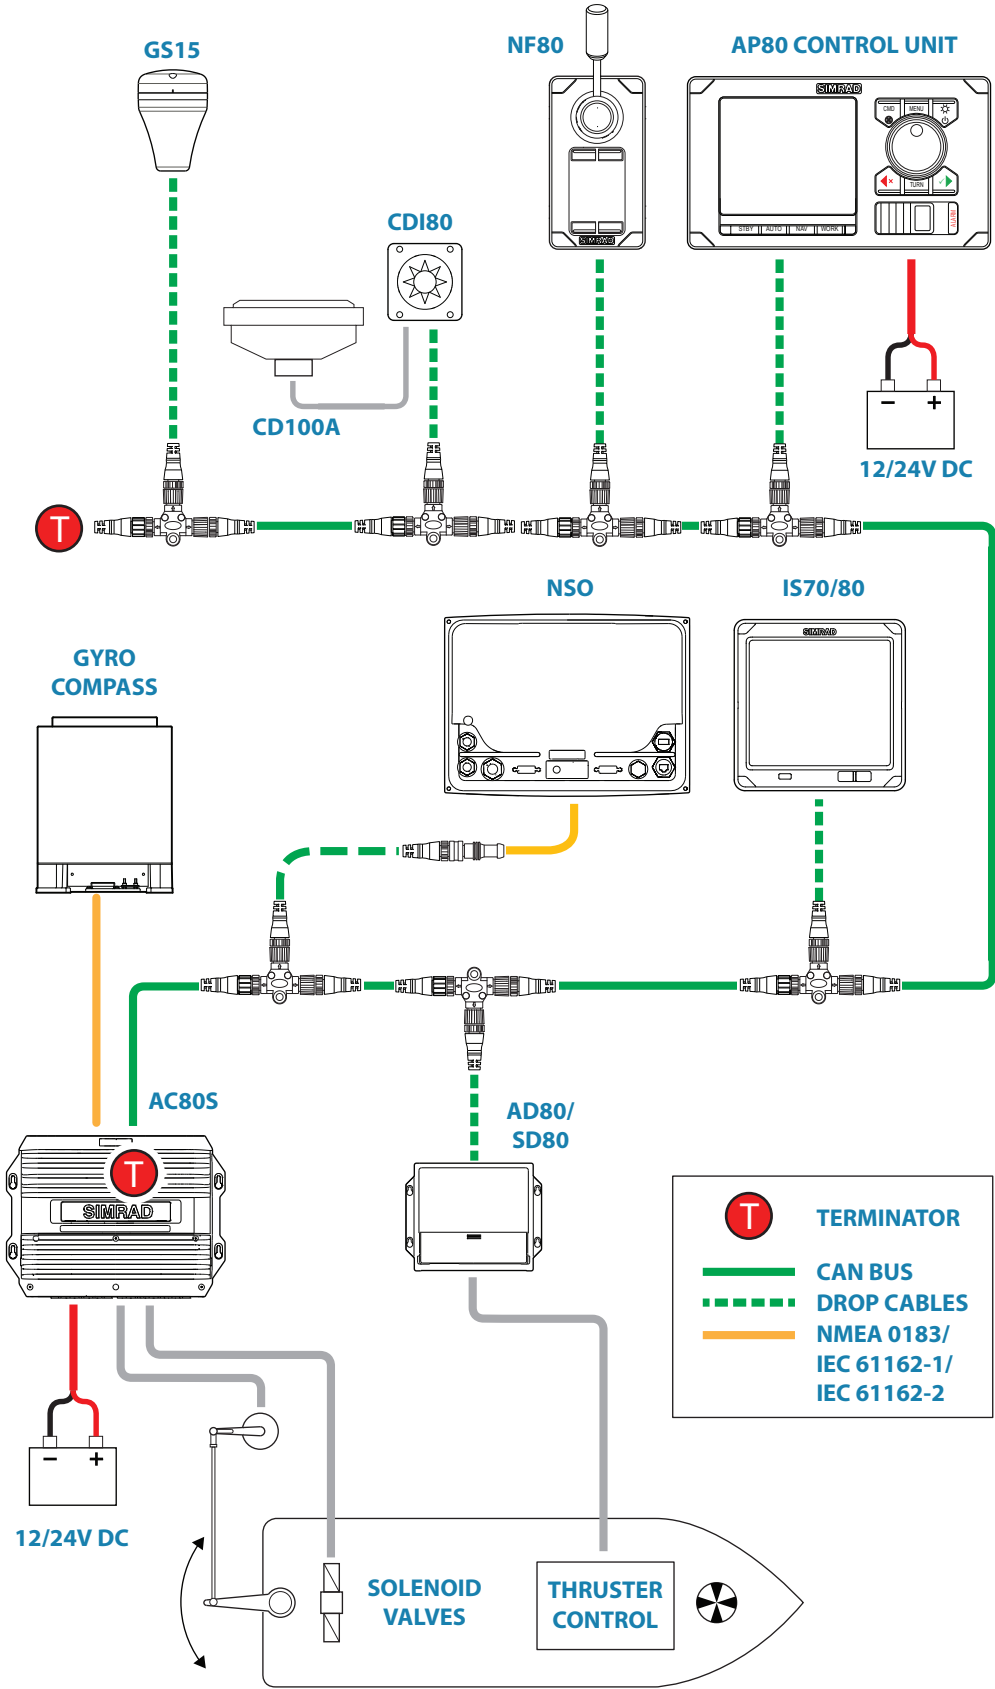 GS15
NF80
AP80 CONTROL UNIT
SIMRAD
CMD
MENU
TURN
ALARM
STBY
AUTO
NAV
WORK
SIMRAD
CDI80
CD100A
12/24V DC
T
NSO
IS70/80
SIMRAD
GYRO
COMPASS
AC80S
T
SIMRAD
AD80/
SD80
T
TERMINATOR
CAN BUS
DROP CABLES
NMEA 0183/
IEC 61162-1/
IEC 61162-2
12/24V DC
SOLENOID
VALVES
THRUSTER
CONTROL